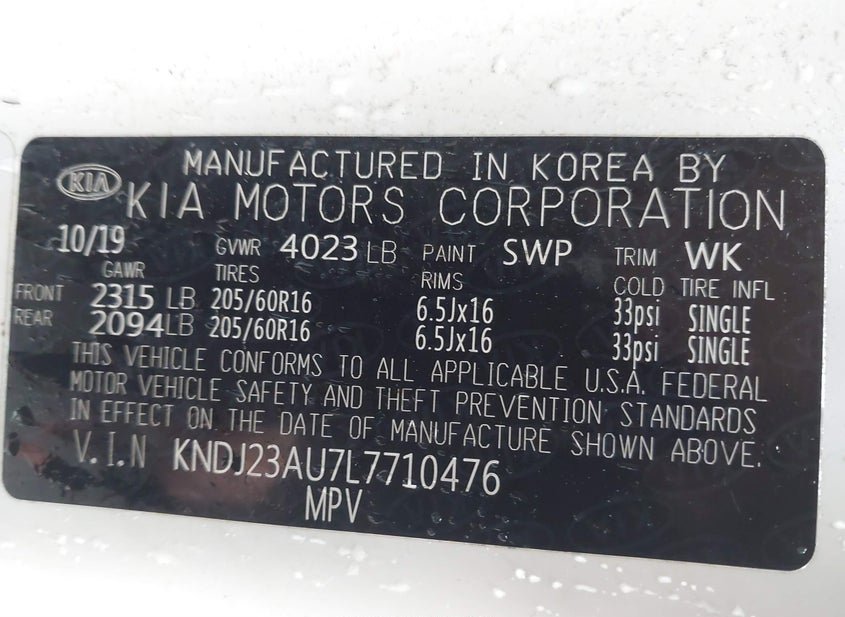 MANUFACTURED IN KOREA BY
KIA KIA MOTORS CORPORATION
10/19 GVWR 4023 LB PAINT SWP TRIM WK
GAWR TIRES RIMS COLD TIRE INFL
FRONT 2315 LB 205/60R16 6.5Jx16 33psi SINGLE
REAR 2094 LB 205/60R16 6.5Jx16 33psi SINGLE
THIS VEHICLE CONFORMS TO ALL APPLICABLE U.S.A. FEDERAL
MOTOR VEHICLE SAFETY AND THEFT PREVENTION STANDARDS
IN EFFECT ON THE DATE OF MANUFACTURE SHOWN ABOVE.
V.I.N KNDJ23AU7L7710476
MPV